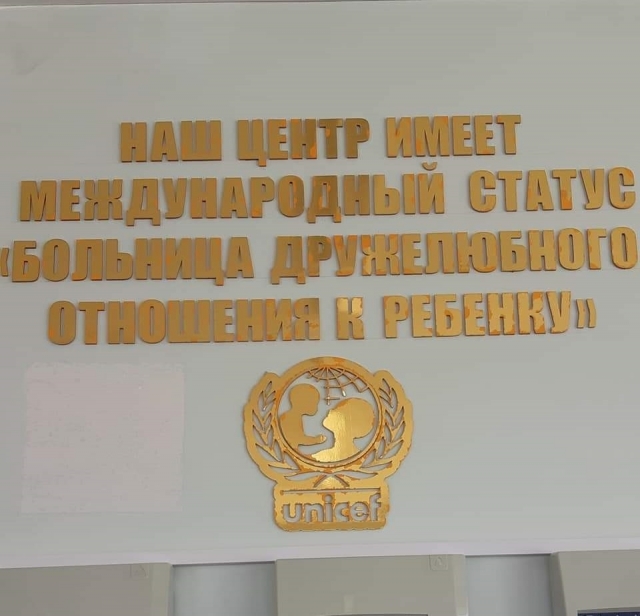 НАШ ЦЕНТР ИМЕЕТ
МЕЖДУНАРОДНЫЙ СТАТУС
«БОЛЬНИЦА ДРУЖЕЛЮБНОГО
ОТНОШЕНИЯ К РЕБЕНКУ»
unicef